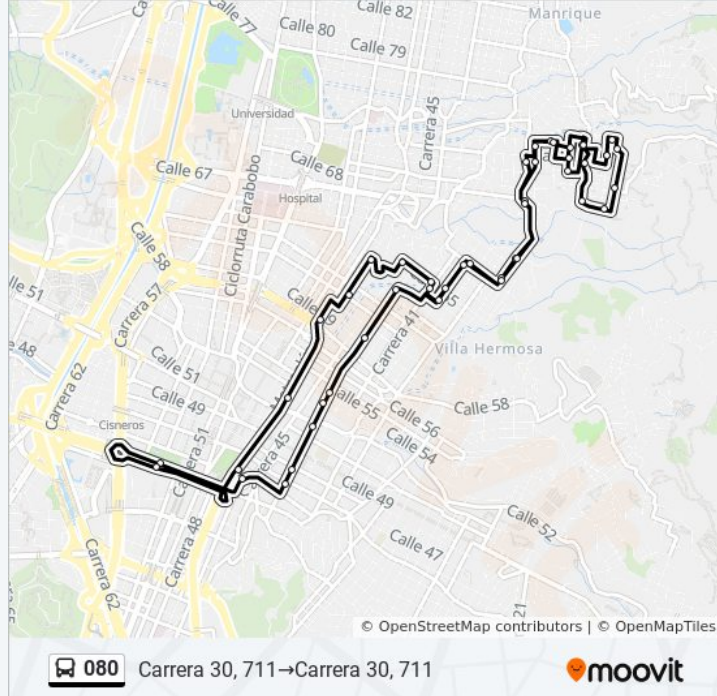 Calle 82
Manrique
Calle 77
Calle 80
Calle 79
Universidad
Carrera 45
Calle 68
Calle 67
Hospital
Ciclorruta Carabobo
Calle 58
Calle 51
Carrera 57
Carrera 41
Villa Hermosa
Calle 51
Calle 48
Carrera 62
Calle 49
Calle 55
Calle 58
Calle 56
Cisneros
Carrera 51
Carrera 45
Calle 54
Calle 49
Calle 52
Carrera 48
Calle 47
Carrera 62
21
© OpenStreetMap contributors | © OpenMapTiles
080 Carrera 30, 711→Carrera 30, 711
moovit